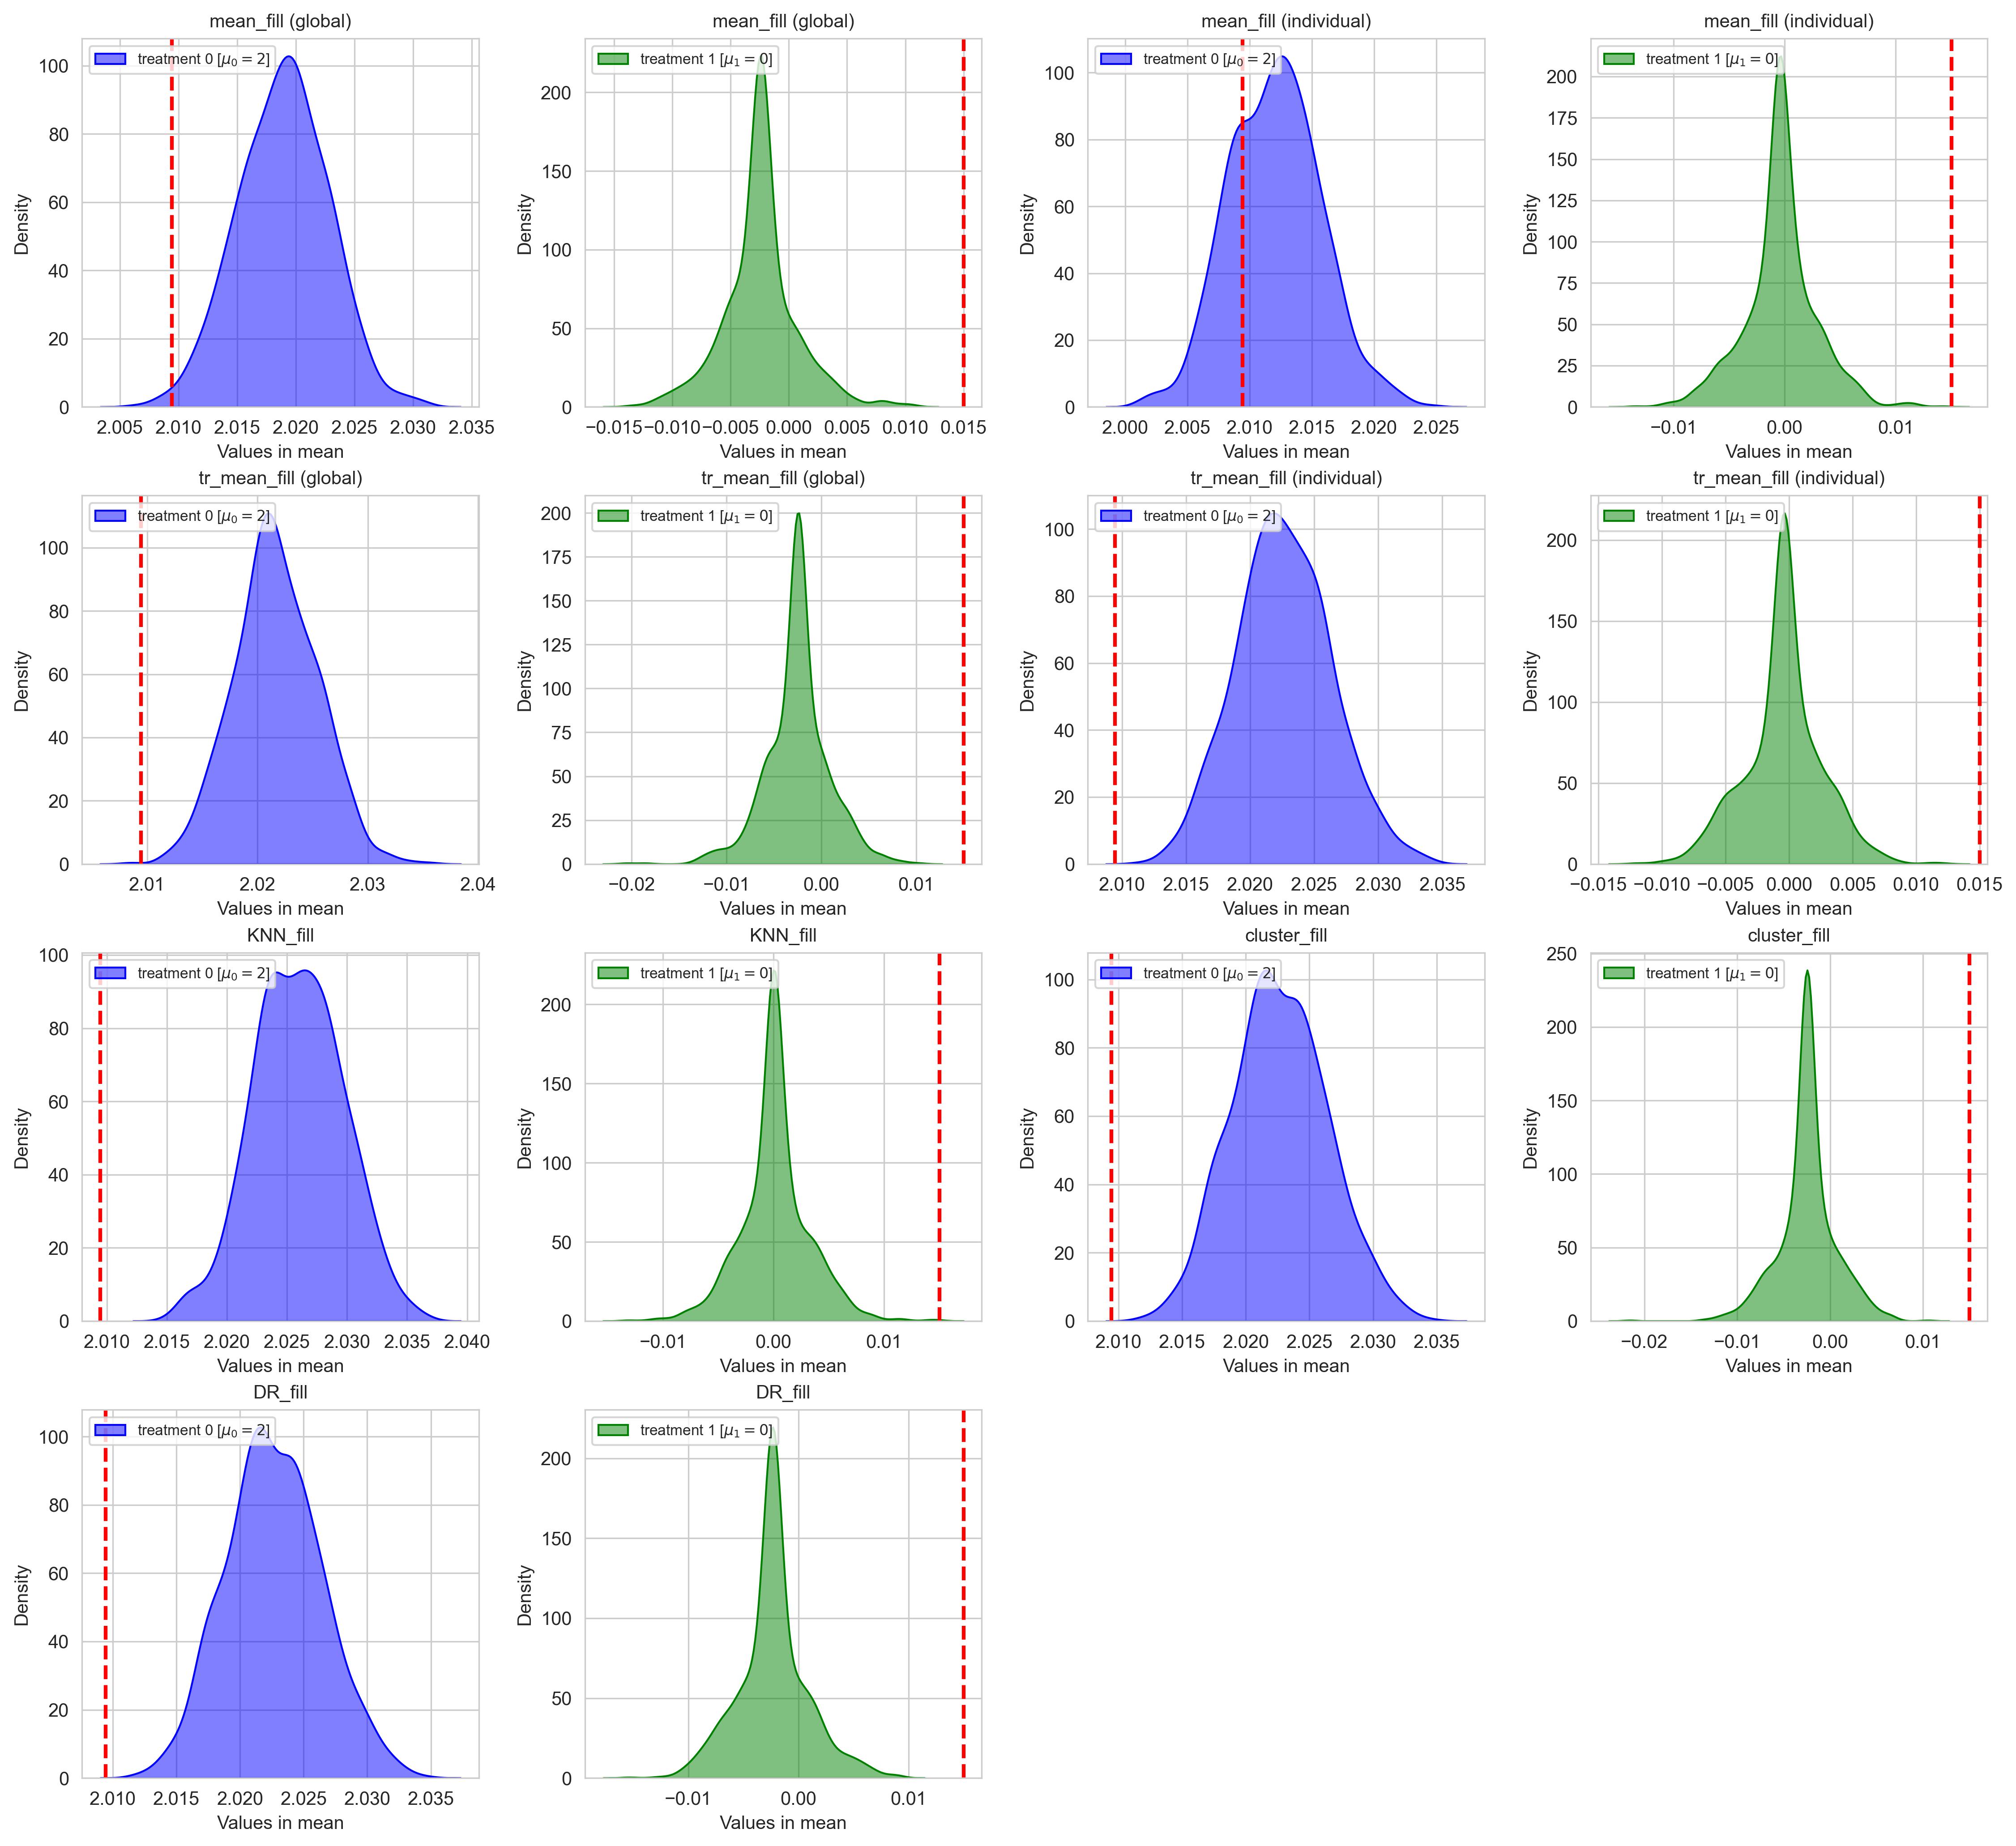 mean_fill (global)
treatment 0 [μ₀ = 2]
Density
100
80
60
40
20
0
2.005 2.010 2.015 2.020 2.025 2.030 2.035
Values in mean
mean_fill (global)
treatment 1 [μ₁ = 0]
Density
200
150
100
50
0
−0.015 −0.010 −0.005 0.000 0.005 0.010 0.015
Values in mean
mean_fill (individual)
treatment 0 [μ₀ = 2]
Density
100
80
60
40
20
0
2.000 2.005 2.010 2.015 2.020 2.025
Values in mean
mean_fill (individual)
treatment 1 [μ₁ = 0]
Density
200
175
150
125
100
75
50
25
0
−0.01 0.00 0.01
Values in mean
tr_mean_fill (global)
treatment 0 [μ₀ = 2]
Density
100
80
60
40
20
0
2.01 2.02 2.03 2.04
Values in mean
tr_mean_fill (global)
treatment 1 [μ₁ = 0]
Density
200
175
150
125
100
75
50
25
0
−0.02 −0.01 0.00 0.01
Values in mean
tr_mean_fill (individual)
treatment 0 [μ₀ = 2]
Density
100
80
60
40
20
0
2.010 2.015 2.020 2.025 2.030 2.035
Values in mean
tr_mean_fill (individual)
treatment 1 [μ₁ = 0]
Density
200
150
100
50
0
−0.015 −0.010 −0.005 0.000 0.005 0.010 0.015
Values in mean
KNN_fill
treatment 0 [μ₀ = 2]
Density
100
80
60
40
20
0
2.010 2.015 2.020 2.025 2.030 2.035 2.040
Values in mean
KNN_fill
treatment 1 [μ₁ = 0]
Density
200
150
100
50
0
−0.01 0.00 0.01
Values in mean
cluster_fill
treatment 0 [μ₀ = 2]
Density
100
80
60
40
20
0
2.010 2.015 2.020 2.025 2.030 2.035
Values in mean
cluster_fill
treatment 1 [μ₁ = 0]
Density
250
200
150
100
50
0
−0.02 −0.01 0.00 0.01
Values in mean
DR_fill
treatment 0 [μ₀ = 2]
Density
100
80
60
40
20
0
2.010 2.015 2.020 2.025 2.030 2.035
Values in mean
DR_fill
treatment 1 [μ₁ = 0]
Density
200
150
100
50
0
−0.01 0.00 0.01
Values in mean